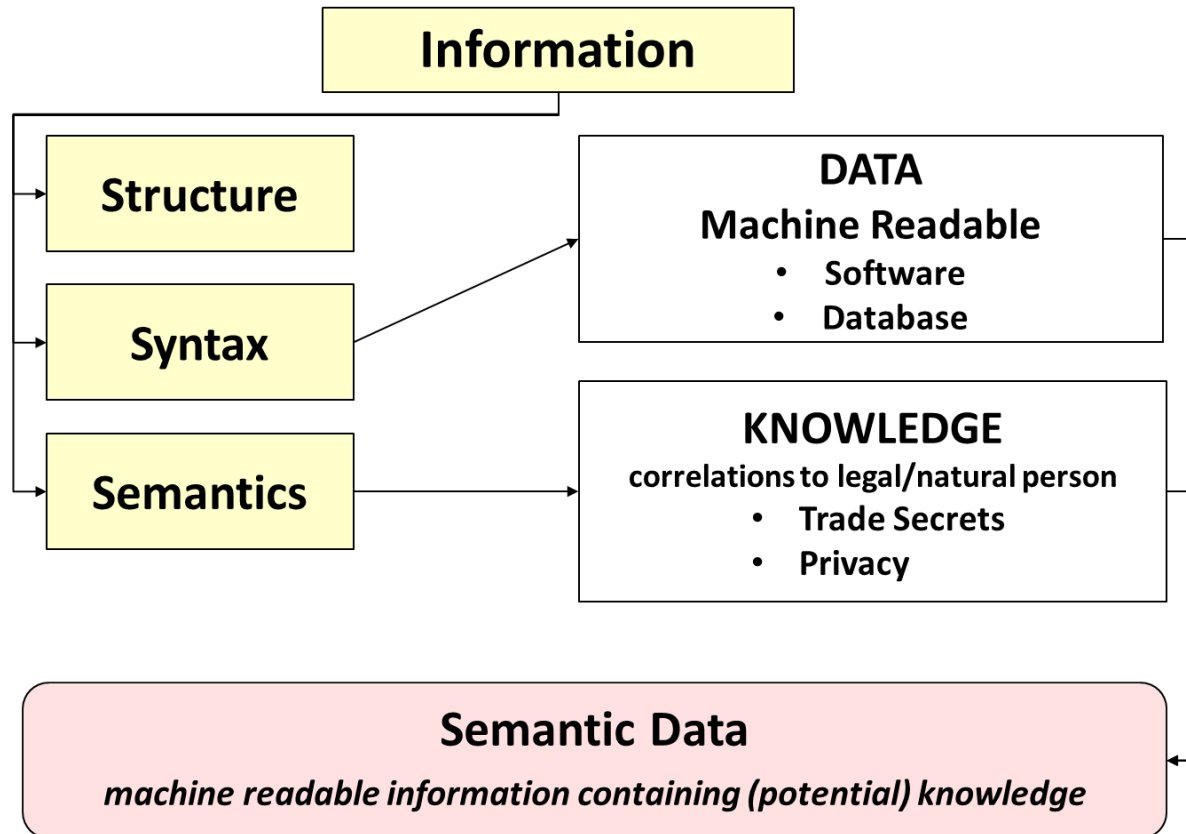 Information
Structure
Syntax
Semantics
DATA
Machine Readable
• Software
• Database
KNOWLEDGE
correlations to legal/natural person
• Trade Secrets
• Privacy
Semantic Data
machine readable information containing (potential) knowledge